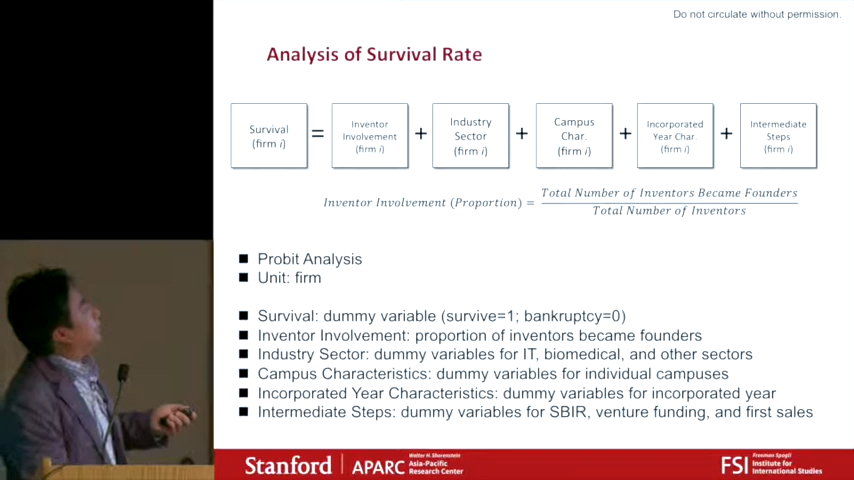 Do not circulate without permission.
Analysis of Survival Rate
Survival
(firm i)
=
Inventor
Involvement
(firm i)
+
Industry
Sector
(firm i)
+
Campus
Char.
(firm i)
+
Incorporated
Year Char.
(firm i)
+
Intermediate
Steps
(firm i)
Inventor Involvement (Proportion) =
Total Number of Inventors Became Founders
Total Number of Inventors
■ Probit Analysis
■ Unit: firm
■ Survival: dummy variable (survive=1; bankruptcy=0)
■ Inventor Involvement: proportion of inventors became founders
■ Industry Sector: dummy variables for IT, biomedical, and other sectors
■ Campus Characteristics: dummy variables for individual campuses
■ Incorporated Year Characteristics: dummy variables for incorporated year
■ Intermediate Steps: dummy variables for SBIR, venture funding, and first sales
Stanford
APARC
Walter H. Shorenstein
Asia-Pacific
Research Center
FSI
Freeman Spogli
Institute for
International Studies